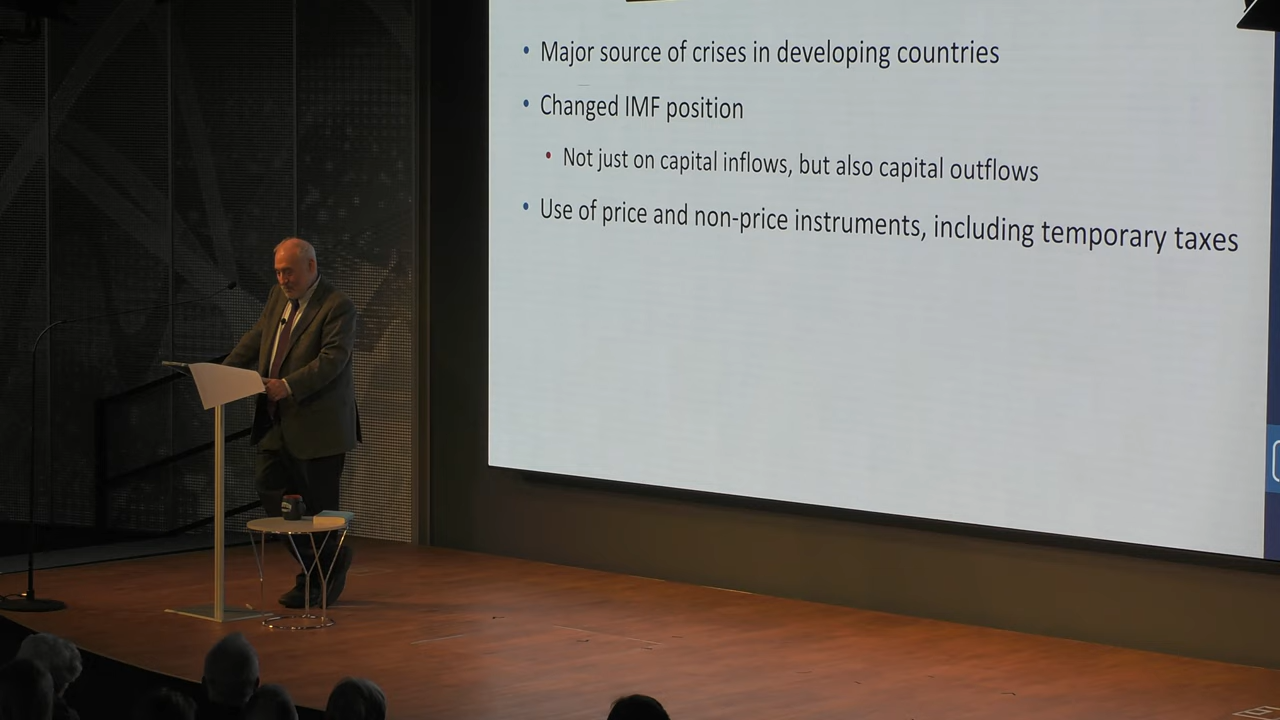 Major source of crises in developing countries
Changed IMF position
Not just on capital inflows, but also capital outflows
Use of price and non-price instruments, including temporary taxes